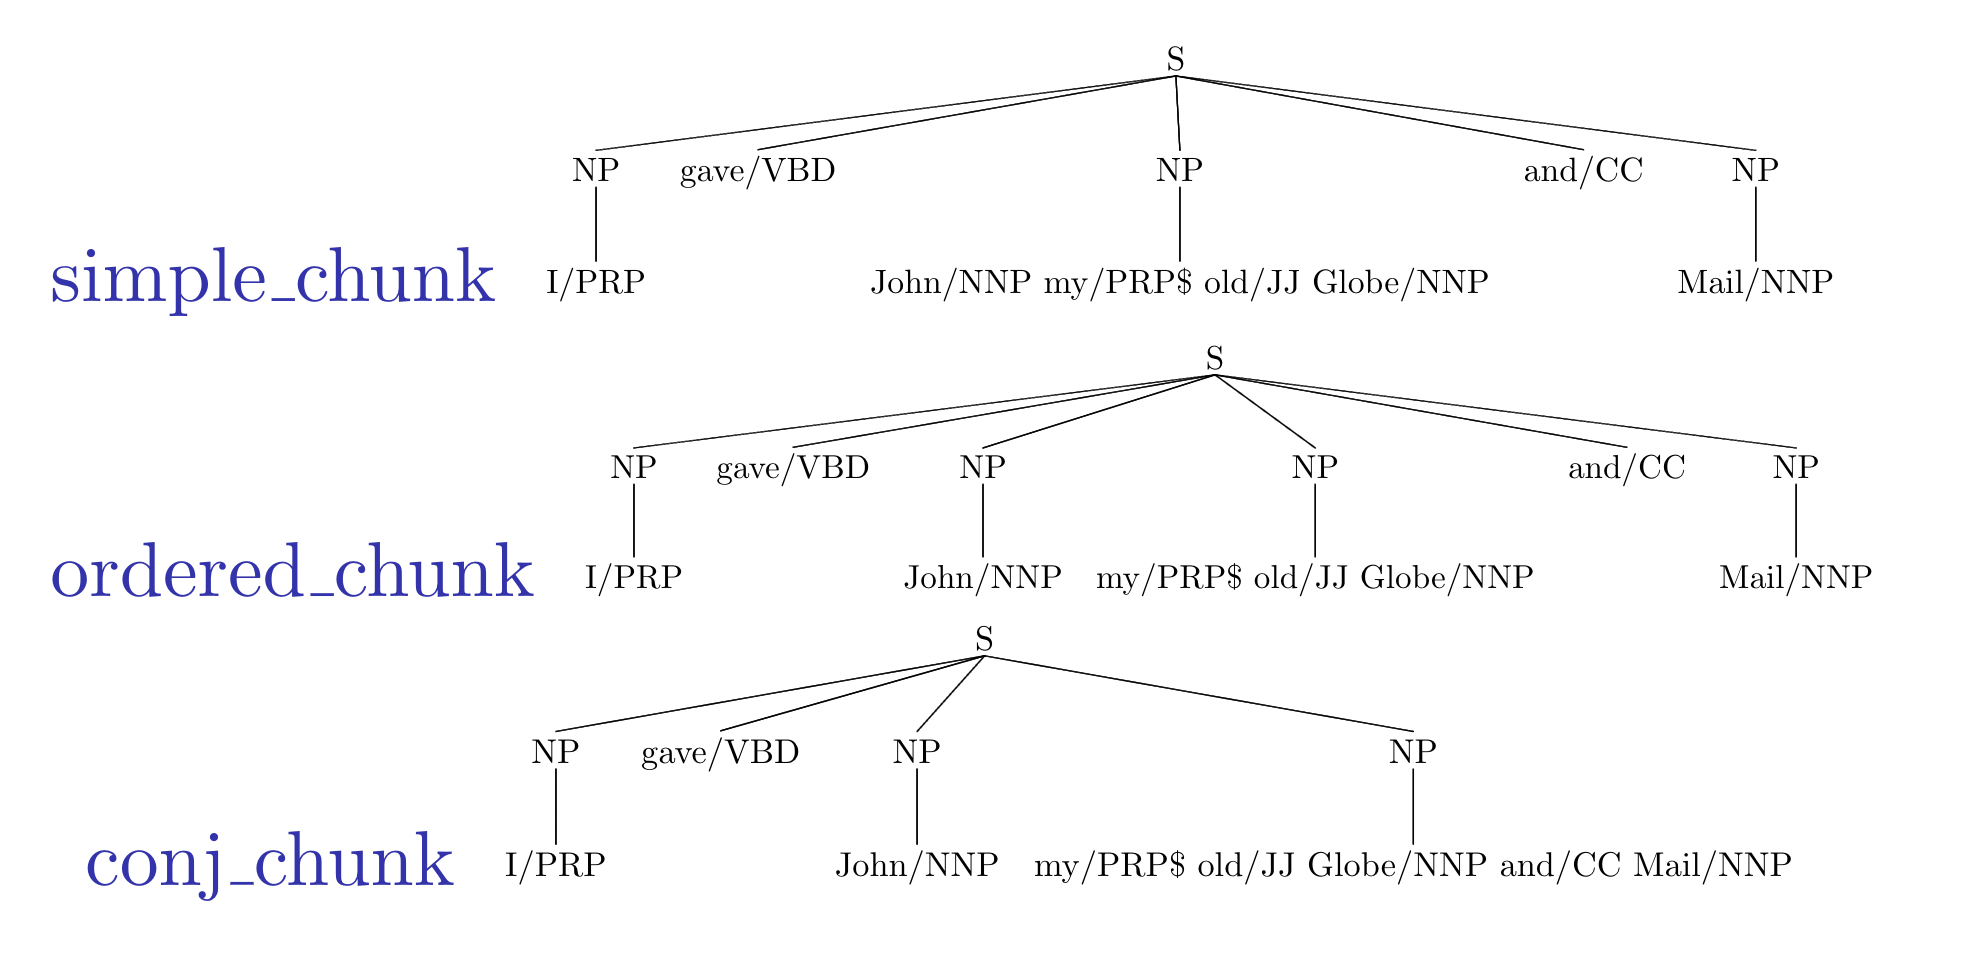 S
NP gave/VBD NP and/CC NP
simple_chunk I/PRP John/NNP my/PRP$ old/JJ Globe/NNP Mail/NNP
S
NP gave/VBD NP NP and/CC NP
ordered_chunk I/PRP John/NNP my/PRP$ old/JJ Globe/NNP Mail/NNP
S
NP gave/VBD NP NP
conj_chunk I/PRP John/NNP my/PRP$ old/JJ Globe/NNP and/CC Mail/NNP